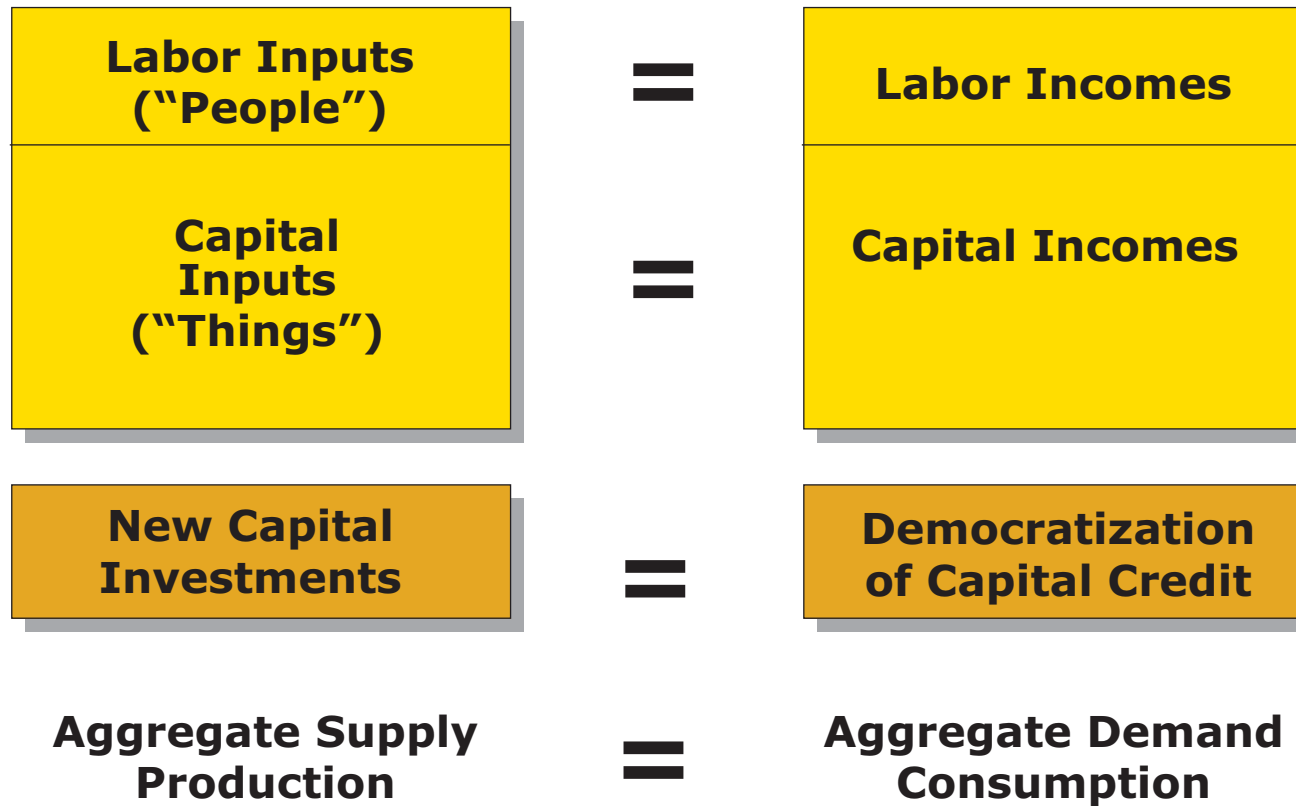 Labor Inputs
(“People”)
=
Labor Incomes
Capital
Inputs
(“Things”)
=
Capital Incomes
New Capital
Investments
=
Democratization
of Capital Credit
Aggregate Supply
Production
=
Aggregate Demand
Consumption